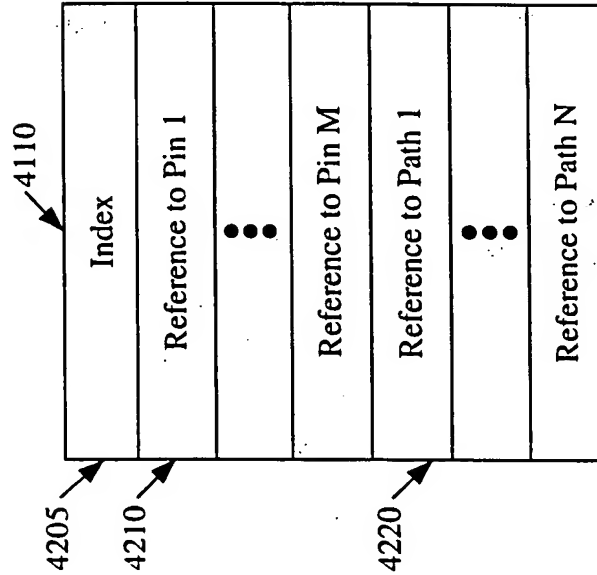 4110
4205
Index
4210
Reference to Pin 1
●●●
Reference to Pin M
4220
Reference to Path 1
●●●
Reference to Path N